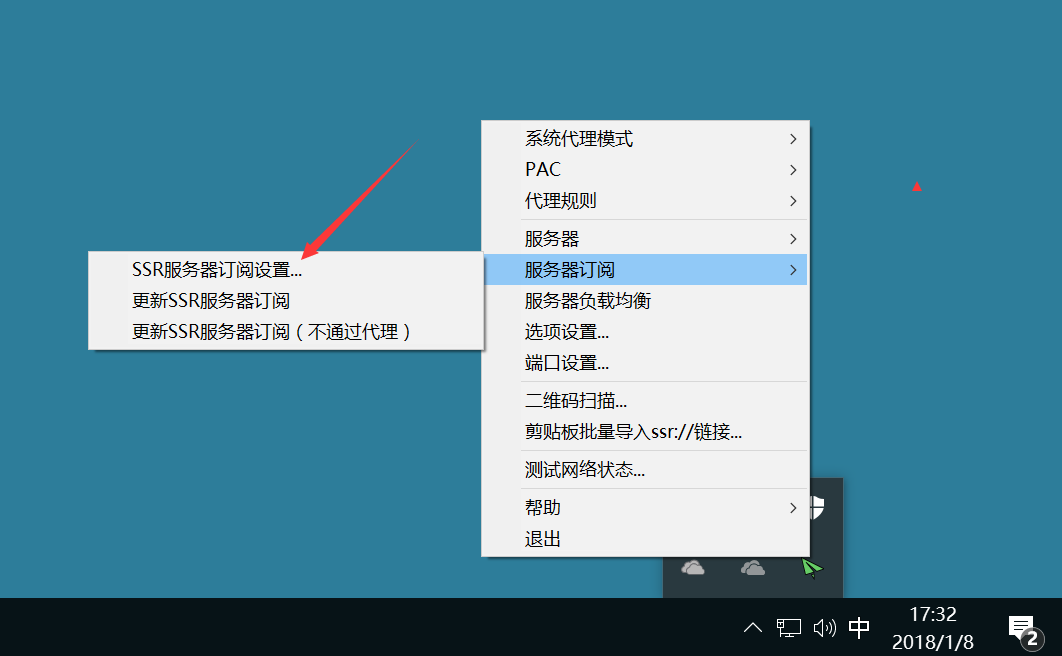 系统代理模式
PAC
代理规则
服务器
服务器订阅
服务器负载均衡
选项设置...
端口设置...
二维码扫描...
剪贴板批量导入ssr://链接...
测试网络状态...
帮助
退出
SSR服务器订阅设置...
更新SSR服务器订阅
更新SSR服务器订阅（不通过代理）
中
17:32
2018/1/8
2